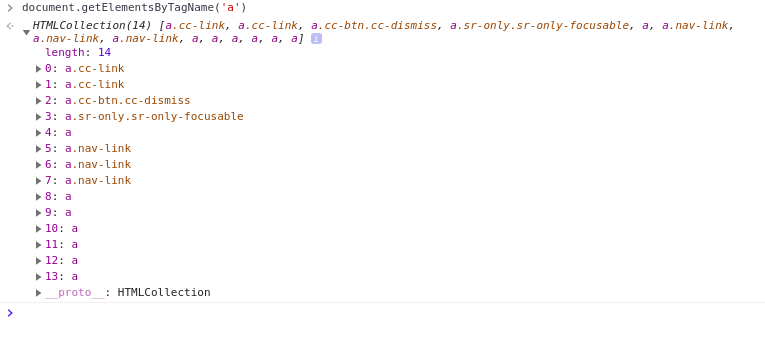 document.getElementsByTagName('a')
HTMLCollection(14) [a.cc-link, a.cc-link, a.cc-btn.cc-dismiss, a.sr-only.sr-only-focusable, a, a.nav-link,
a.nav-link, a.nav-link, a, a, a, a, a, a] i
length: 14
0: a.cc-link
1: a.cc-link
2: a.cc-btn.cc-dismiss
3: a.sr-only.sr-only-focusable
4: a
5: a.nav-link
6: a.nav-link
7: a.nav-link
8: a
9: a
10: a
11: a
12: a
13: a
__proto__: HTMLCollection